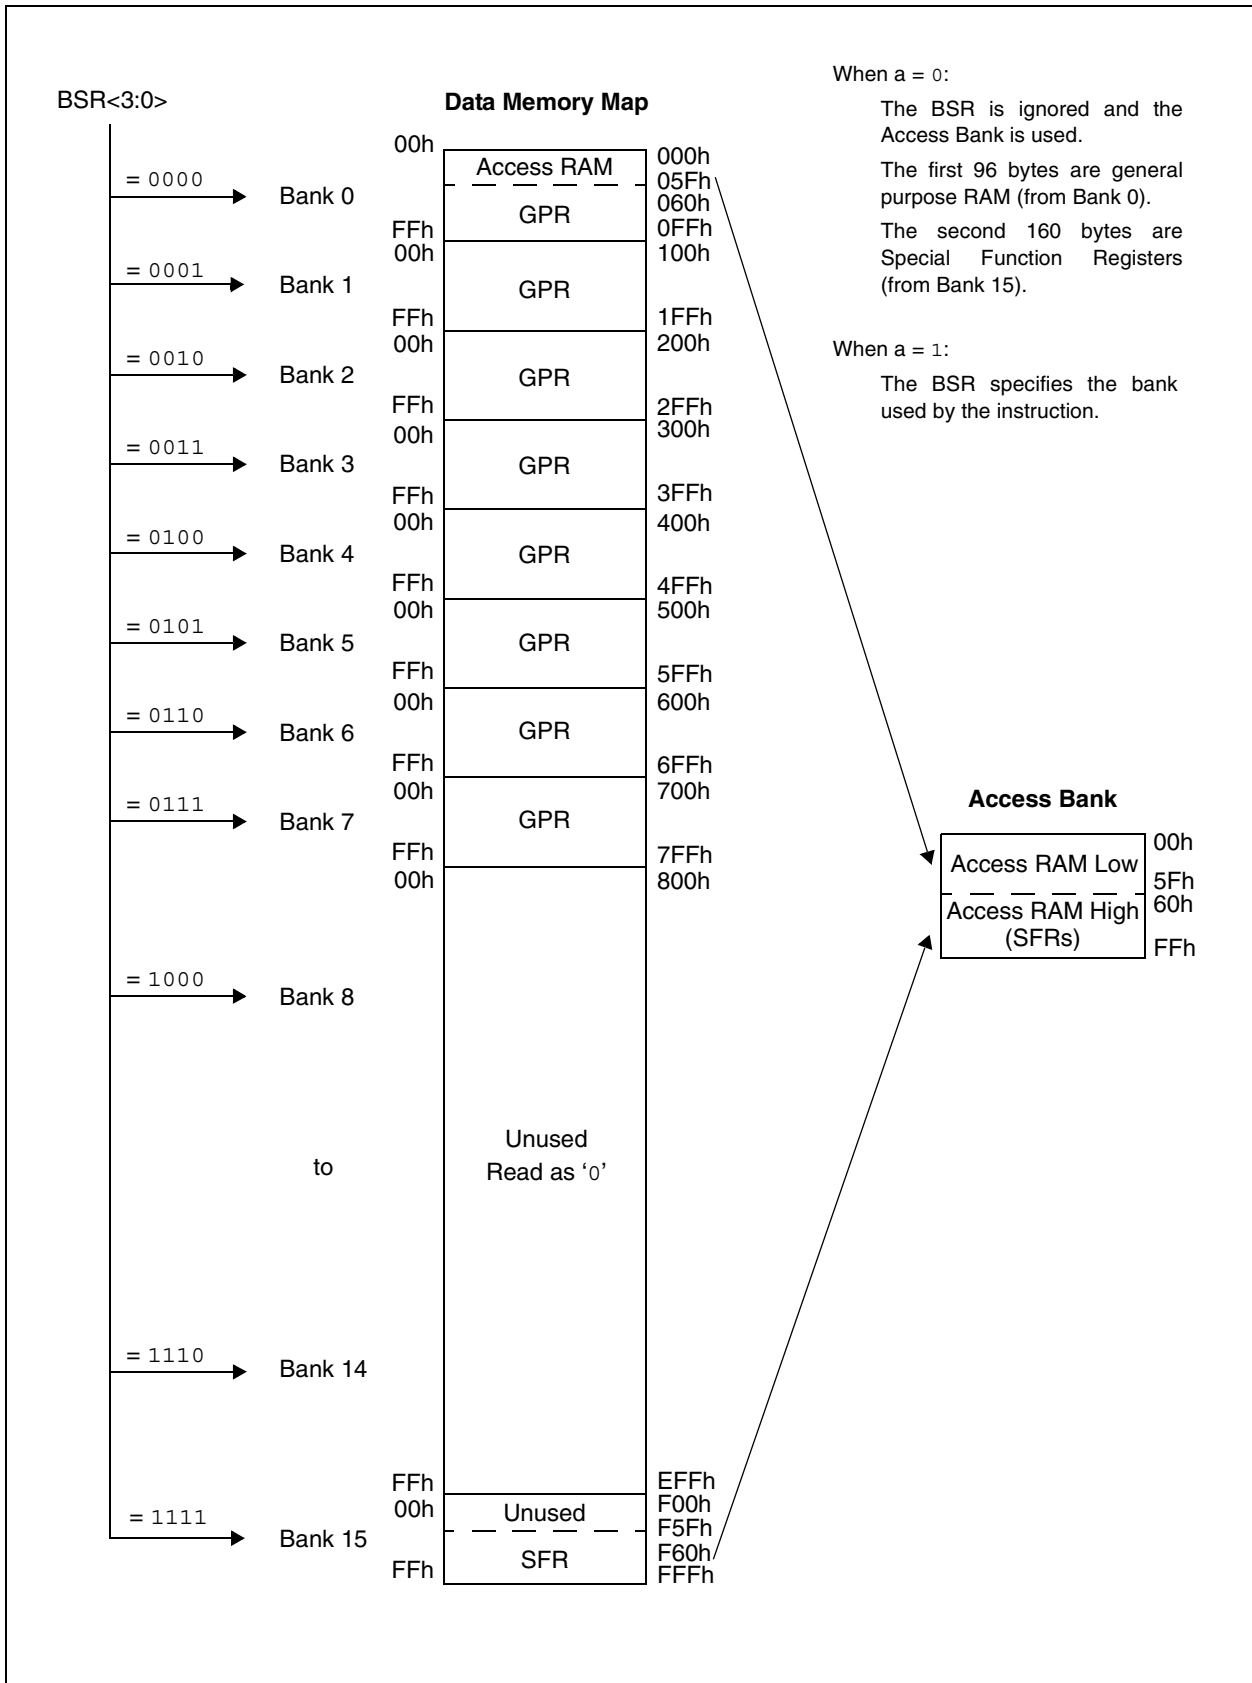 BSR<3:0>
Data Memory Map
When a = 0:
The BSR is ignored and the
Access Bank is used.
The first 96 bytes are general
purpose RAM (from Bank 0).
The second 160 bytes are
Special Function Registers
(from Bank 15).
When a = 1:
The BSR specifies the bank
used by the instruction.
= 0000
Bank 0
00h
Access RAM
000h
05Fh
060h
GPR
FFh
0FFh
= 0001
Bank 1
00h
GPR
100h
FFh
1FFh
= 0010
Bank 2
00h
GPR
200h
FFh
2FFh
= 0011
Bank 3
00h
GPR
300h
FFh
3FFh
= 0100
Bank 4
00h
GPR
400h
FFh
4FFh
= 0101
Bank 5
00h
GPR
500h
FFh
5FFh
= 0110
Bank 6
00h
GPR
600h
FFh
6FFh
= 0111
Bank 7
00h
GPR
700h
FFh
7FFh
00h
800h
= 1000
Bank 8
to
Unused
Read as ‘0’
= 1110
Bank 14
FFh
EFFh
= 1111
Bank 15
00h
Unused
F00h
F5Fh
SFR
F60h
FFh
FFFh
Access Bank
Access RAM Low
00h
5Fh
Access RAM High
(SFRs)
60h
FFh